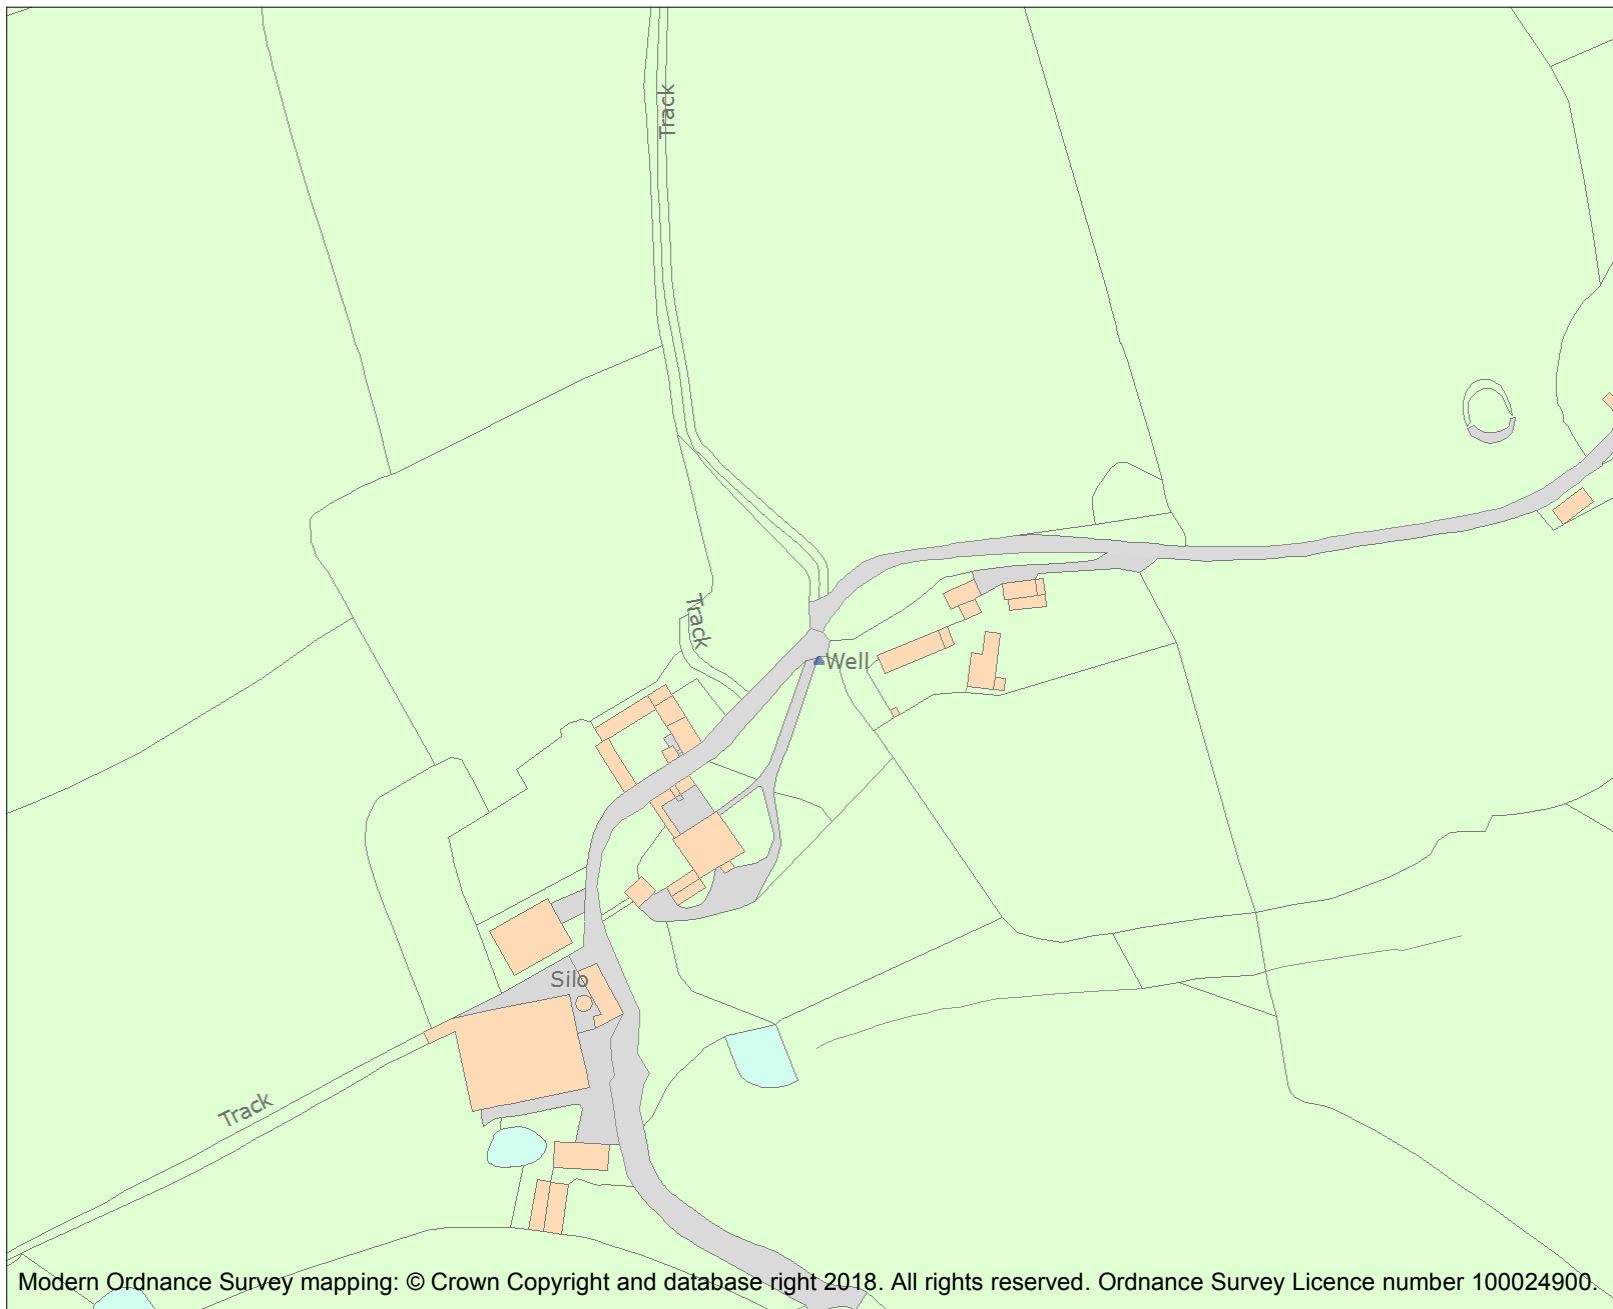 Track
Track
Well
Silo
Track
Modern Ordnance Survey mapping: © Crown Copyright and database right 2018. All rights reserved. Ordnance Survey Licence number 100024900.